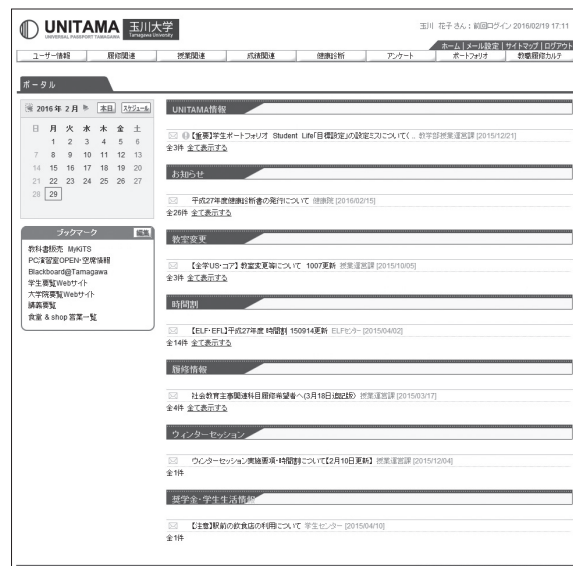 UNITAMA 玉川大学
UNIVERSAL PASSPORT TAMAGAWA Tamagawa University
玉川 花子さん：前回ログイン 2016/02/19 17:11
ホーム | メール設定 | サイトマップ | ログアウト
ユーザー情報 履修関連 授業関連 成績関連 健康診断 アンケート ポートフォリオ 教職履修カルテ
ポータル
2016年 2月 本日 スケジュール
日 月 火 水 木 金 土
1 2 3 4 5 6
7 8 9 10 11 12 13
14 15 16 17 18 19 20
21 22 23 24 25 26 27
28 29
ブックマーク 編集
教科書販売 MyKiTS
PC演習室OPEN・空席情報
Blackboard@Tamagawa
学生要覧Webサイト
大学院要覧Webサイト
講義要覧
食堂 & shop 営業一覧
UNITAMA情報
【重要】学生ポートフォリオ Student Life「目標設定」の設定ミスについて(... 教学部授業運営課 [2015/12/21]
全3件 全て表示する
お知らせ
平成27年度健康診断書の発行について 健康院 [2016/02/15]
全26件 全て表示する
教室変更
【全学US・コア】教室変更等について 1007更新 授業運営課 [2015/10/05]
全3件 全て表示する
時間割
【ELF・EFL】平成27年度 時間割 150914更新 ELFセンター [2015/04/02]
全14件 全て表示する
履修情報
社会教育主事関連科目履修希望者へ(3月18日追記版) 授業運営課 [2015/03/17]
全4件 全て表示する
ウィンターセッション
ウィンターセッション実施要項・時間割について【2月10日更新】 授業運営課 [2015/12/04]
全1件
奨学金・学生生活情報
【注意】駅前の飲食店の利用について 学生センター [2015/04/10]
全1件